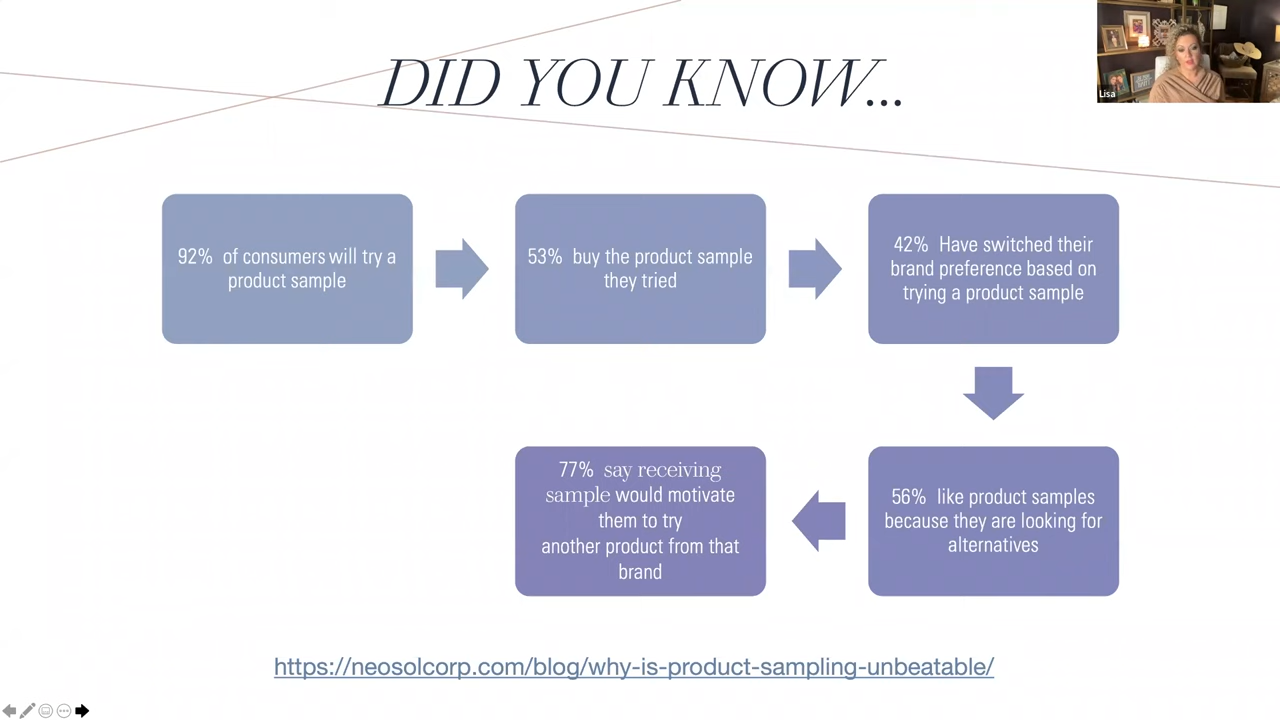 DID YOU KNOW...
Lisa
92% of consumers will try a
product sample
53% buy the product sample
they tried
42% Have switched their
brand preference based on
trying a product sample
56% like product samples
because they are looking for
alternatives
77% say receiving
sample would motivate
them to try
another product from that
brand
https://neosolcorp.com/blog/why-is-product-sampling-unbeatable/